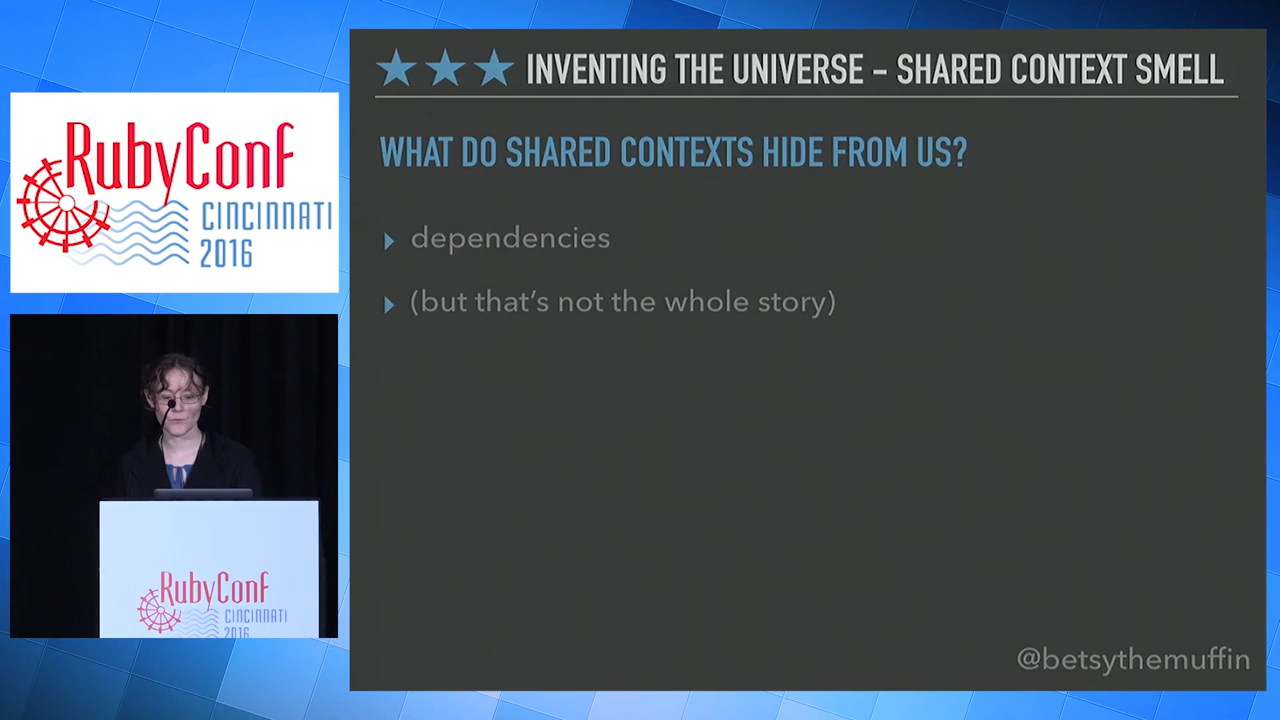 RubyConf
CINCINNATI
2016
RubyConf
CINCINNATI
2016
★★★ INVENTING THE UNIVERSE – SHARED CONTEXT SMELL
WHAT DO SHARED CONTEXTS HIDE FROM US?
dependencies
(but that's not the whole story)
@betsythemuffin